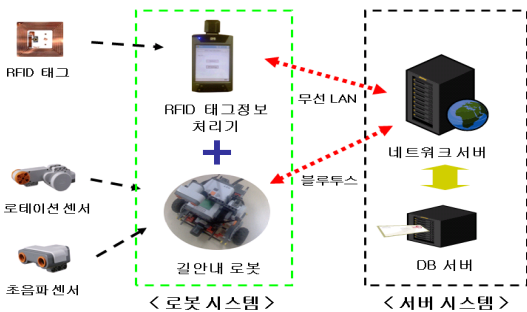 RFID 태그
RFID 태그정보
처리기
무선 LAN
네트워크 서버
블루투스
로테이션 센서
길안내 로봇
DB 서버
초음파 센서
< 로봇 시스템 >
< 서버 시스템 >